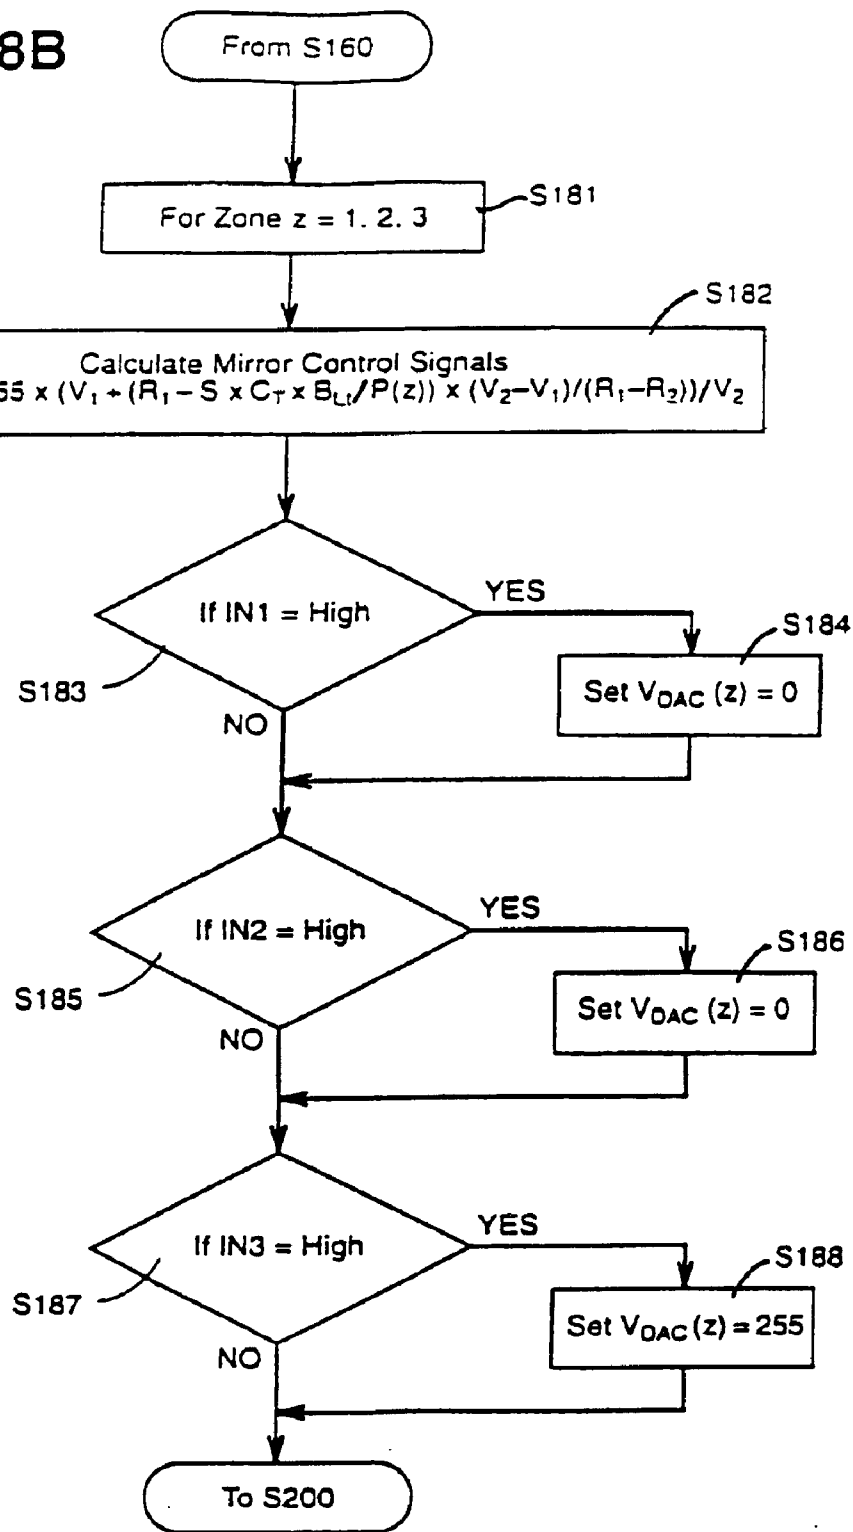 8B
From S160
For Zone z = 1. 2. 3
S181
S182
Calculate Mirror Control Signals
55 x (V₁ + (R₁ – S x C_T x B_Lt/P(z)) x (V₂–V₁)/(R₁–R₂))/V₂
If IN1 = High
YES
S184
S183
Set V_DAC (z) = 0
NO
If IN2 = High
YES
S186
S185
Set V_DAC (z) = 0
NO
If IN3 = High
YES
S188
S187
Set V_DAC (z) = 255
NO
To S200